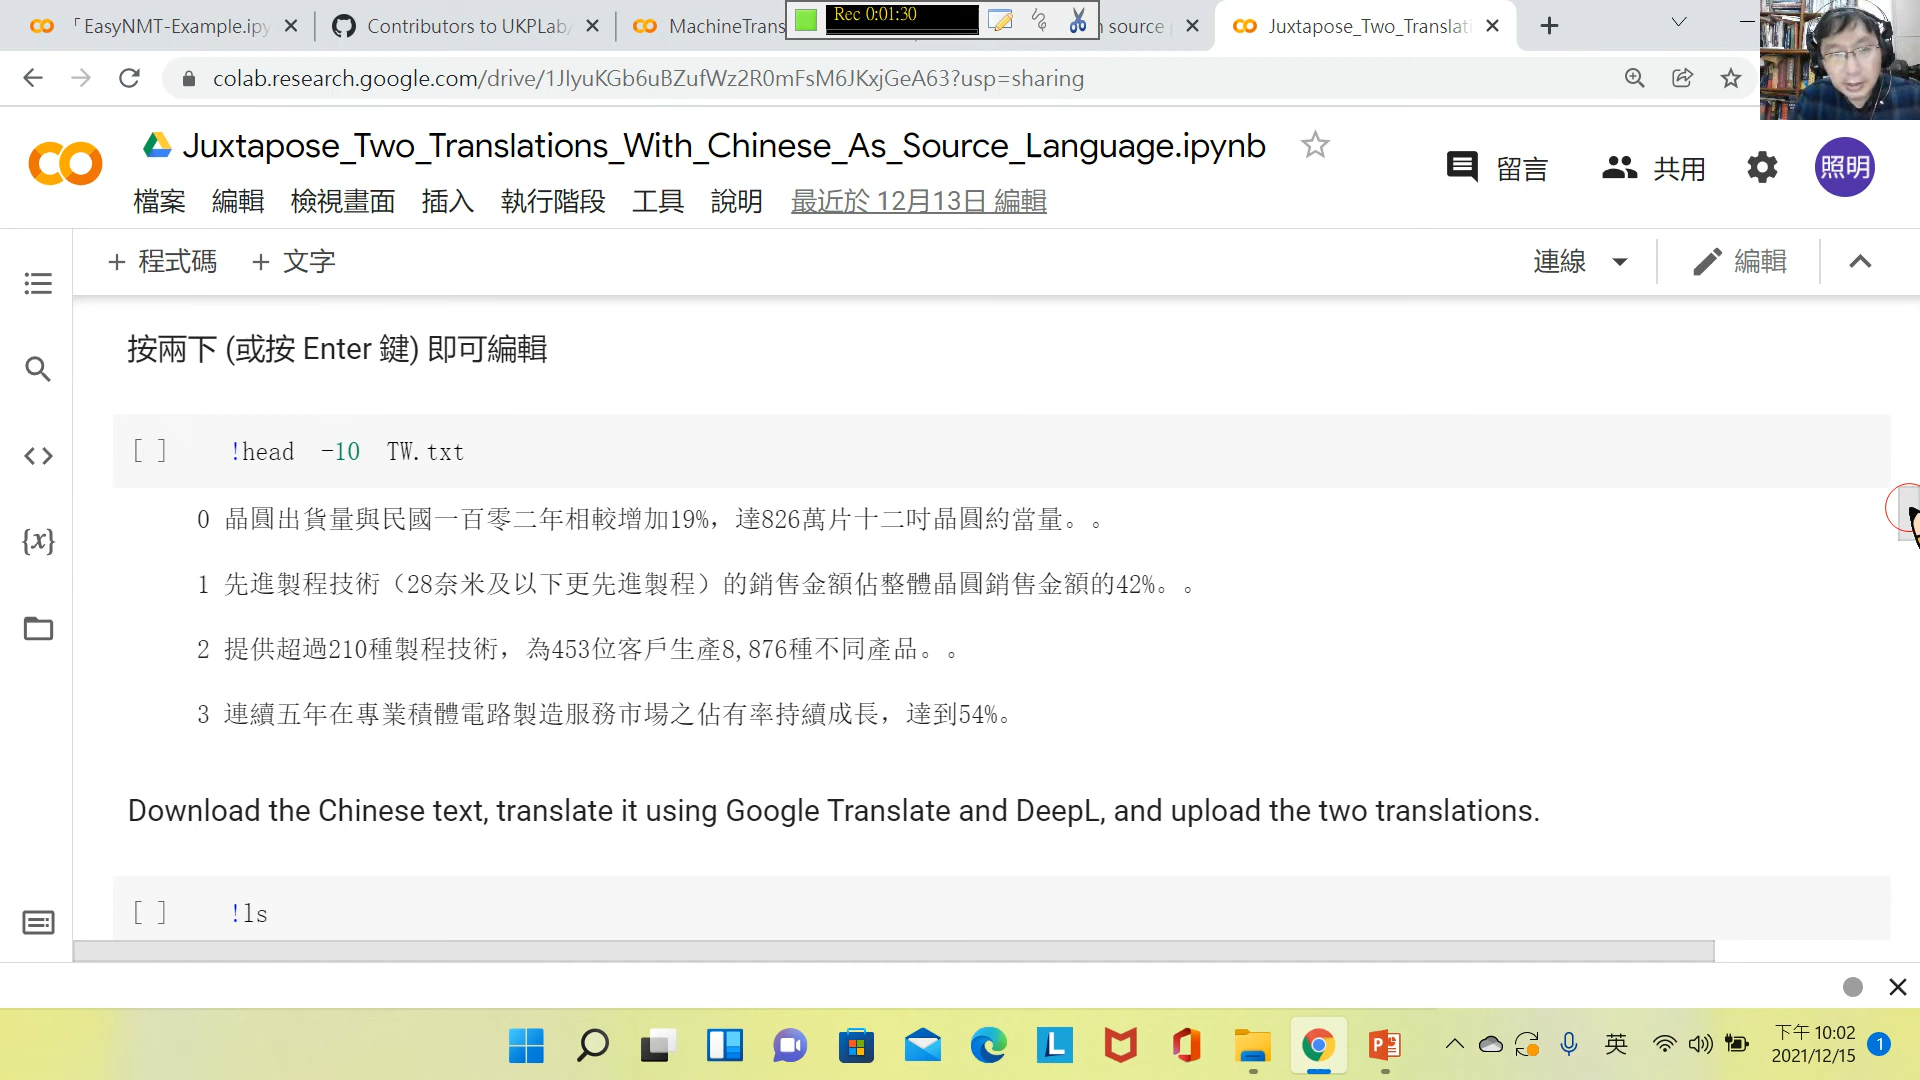 「EasyNMT-Example.ipy
Contributors to UKPLab/
MachineTrans
Rec 0:01:30
source
Juxtapose_Two_Translati
colab.research.google.com/drive/1JIyuKGb6uBZufWz2R0mFsM6JKxjGeA63?usp=sharing
Juxtapose_Two_Translations_With_Chinese_As_Source_Language.ipynb
留言
共用
照明
檔案 編輯 檢視畫面 插入 執行階段 工具 說明 最近於 12月13日 編輯
+ 程式碼 + 文字
連線
編輯
按兩下 (或按 Enter 鍵) 即可編輯
[ ] !head -10 TW.txt
0 晶圓出貨量與民國一百零二年相較增加19%，達826萬片十二吋晶圓約當量。。
1 先進製程技術（28奈米及以下更先進製程）的銷售金額佔整體晶圓銷售金額的42%。。
2 提供超過210種製程技術，為453位客戶生產8,876種不同產品。。
3 連續五年在專業積體電路製造服務市場之佔有率持續成長，達到54%。
Download the Chinese text, translate it using Google Translate and DeepL, and upload the two translations.
[ ] !ls
英
下午 10:02
2021/12/15
1